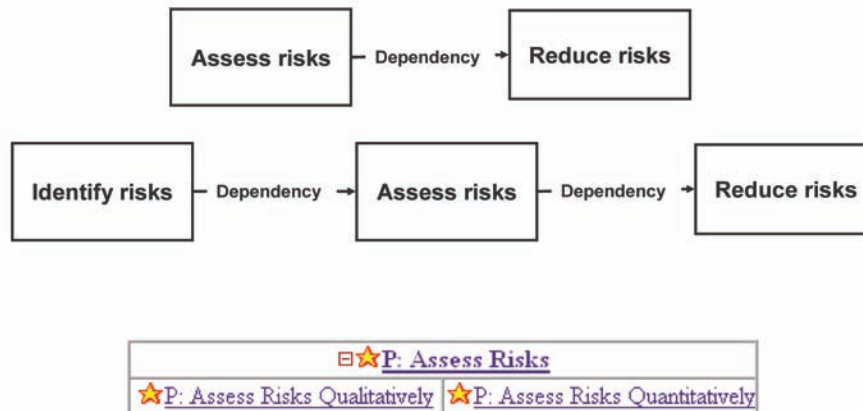 Assess risks Dependency Reduce risks
Identify risks Dependency Assess risks Dependency Reduce risks
P: Assess Risks
P: Assess Risks Qualitatively P: Assess Risks Quantitatively